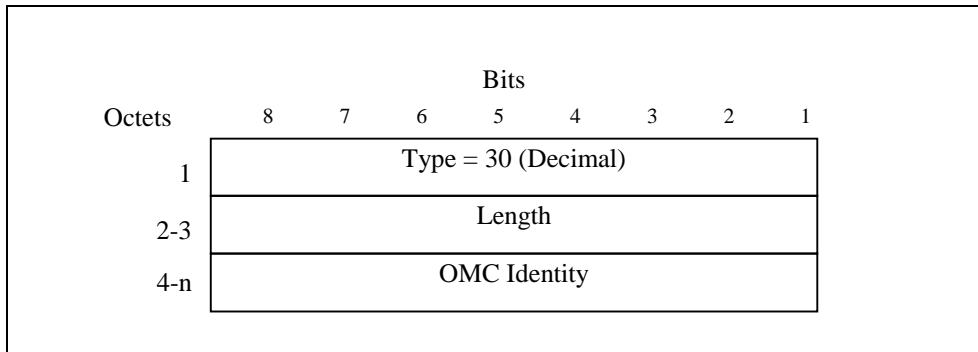 Bits
Octets 8 7 6 5 4 3 2 1
1 Type = 30 (Decimal)
2-3 Length
4-n OMC Identity